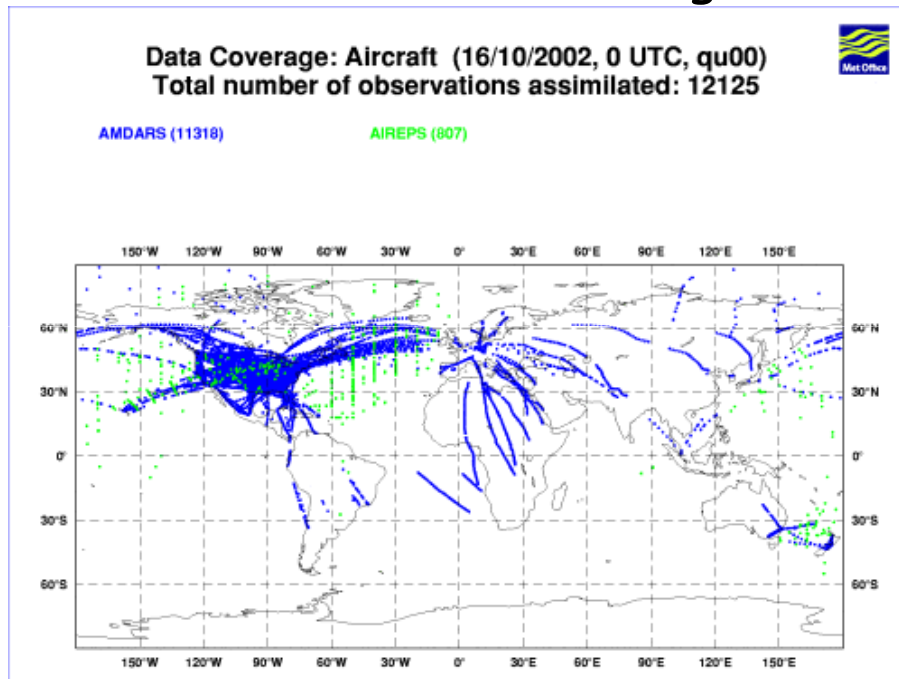 Data Coverage: Aircraft (16/10/2002, 0 UTC, qu00)
Total number of observations assimilated: 12125
Met Office
AMDARS (11318) AIREPS (807)
150°W 120°W 90°W 60°W 30°W 0° 30°E 60°E 90°E 120°E 150°E
60°N 60°N
30°N 30°N
0° 0°
30°S 30°S
60°S 60°S
150°W 120°W 90°W 60°W 30°W 0° 30°E 60°E 90°E 120°E 150°E